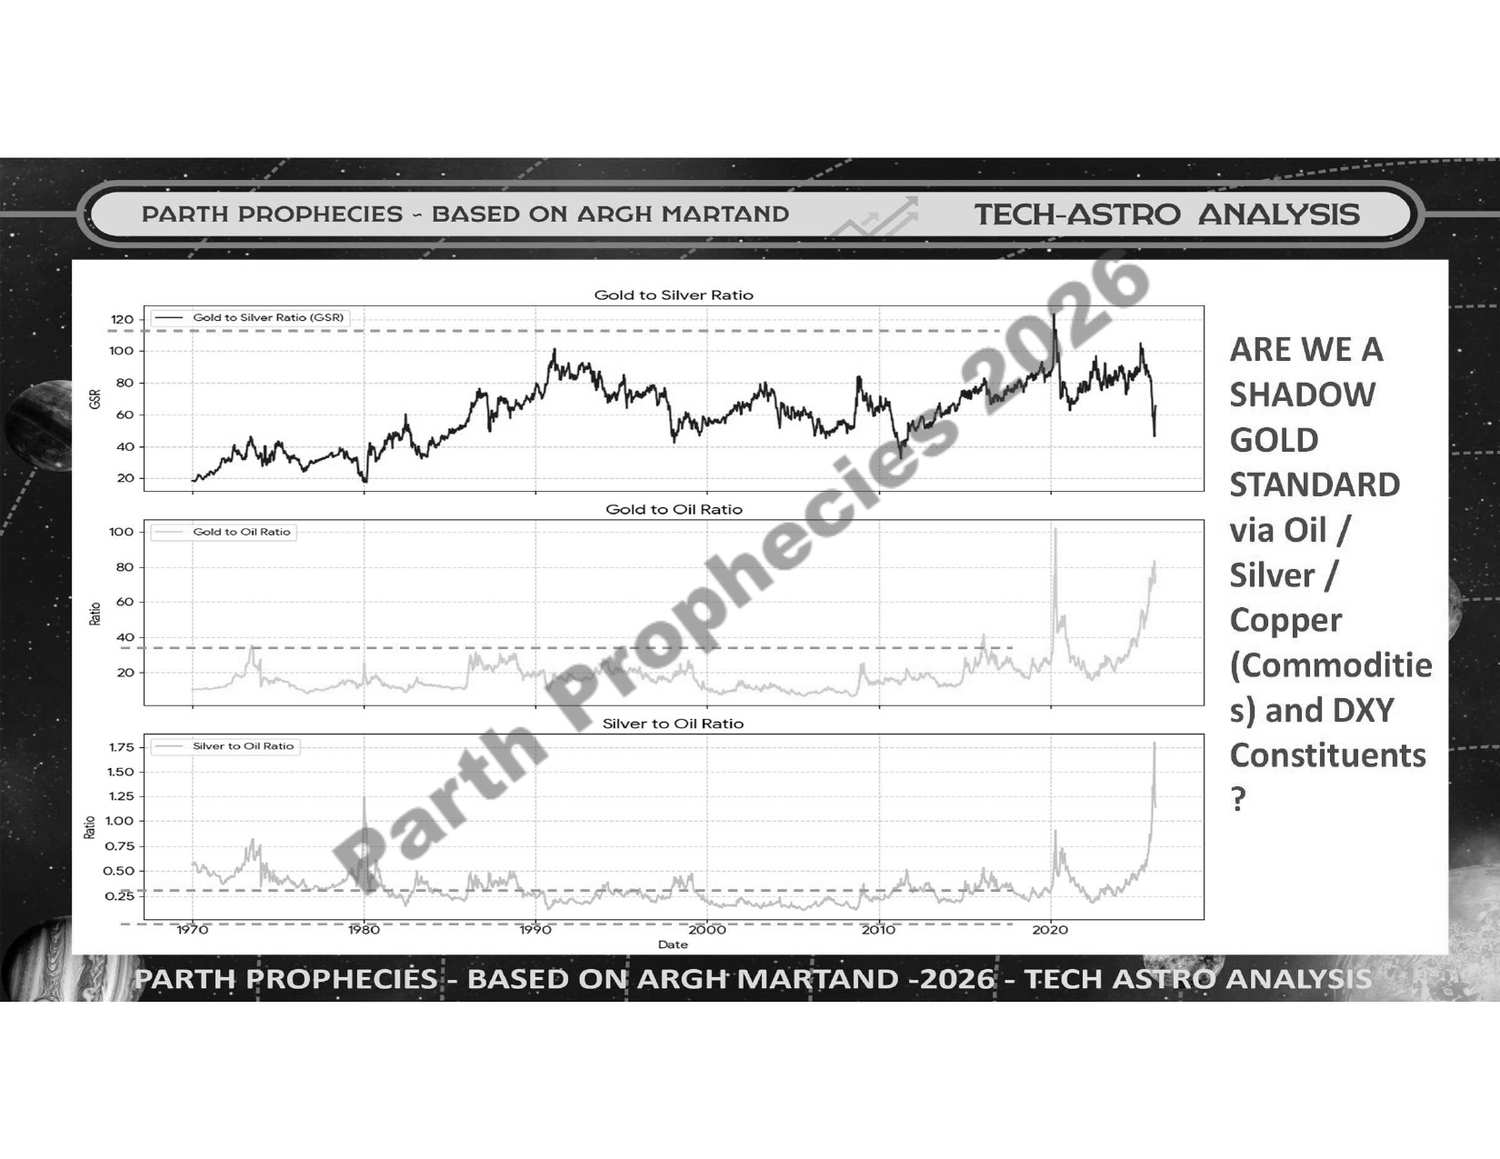 PARTH PROPHECIES ~ BASED ON ARGH MARTAND
TECH-ASTRO ANALYSIS
Gold to Silver Ratio
Gold to Silver Ratio (GSR)
120
100
80
60
40
20
GSR
Gold to Oil Ratio
Gold to Oil Ratio
100
80
60
40
20
Ratio
Silver to Oil Ratio
Silver to Oil Ratio
1.75
1.50
1.25
1.00
0.75
0.50
0.25
Ratio
1970 1980 1990 2000 2010 2020
Date
Parth Prophecies 2026
ARE WE A
SHADOW
GOLD
STANDARD
via Oil /
Silver /
Copper
(Commoditie
s) and DXY
Constituents
?
PARTH PROPHECIES - BASED ON ARGH MARTAND -2026 - TECH ASTRO ANALYSIS